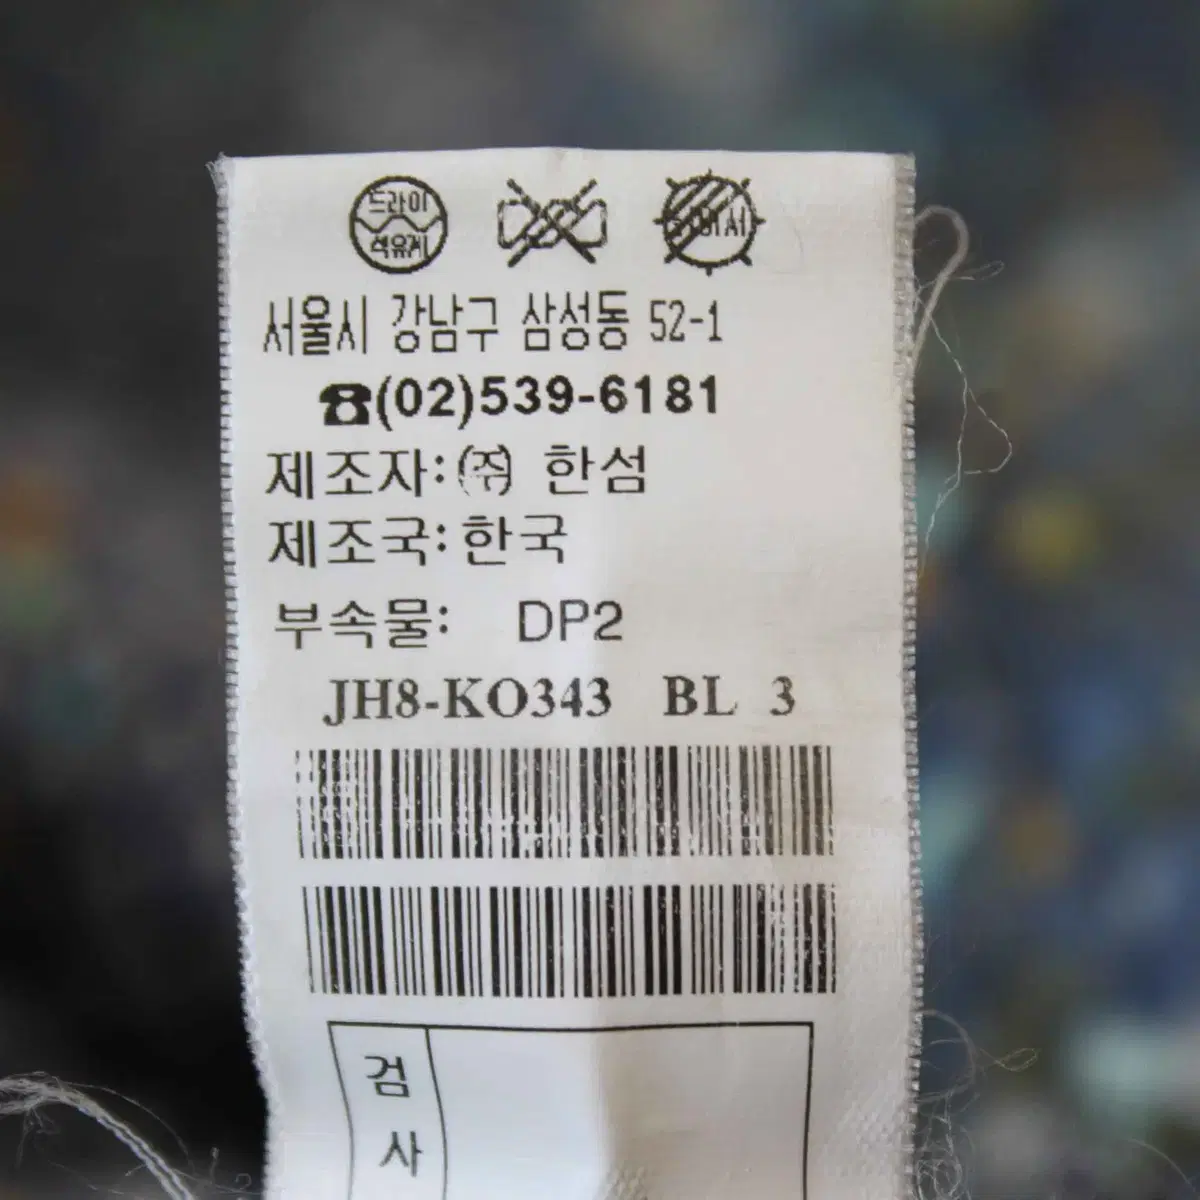 드라이
석유계
서울시 강남구 삼성동 52-1
☎(02)539-6181
제조자:㈜ 한섬
제조국:한국
부속물: DP2
JH8-KO343 BL 3
검
사